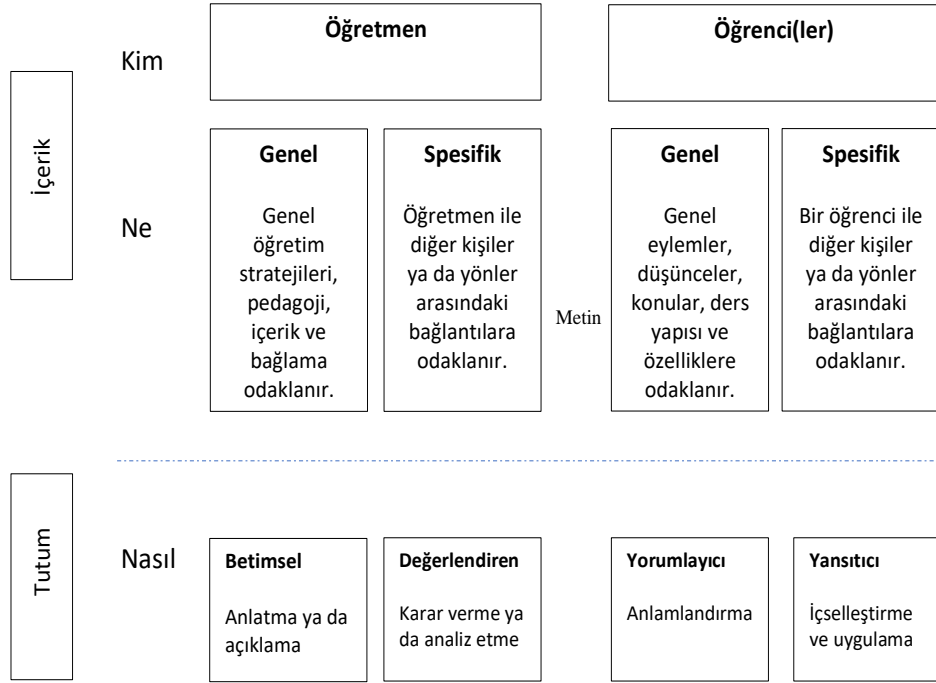 Öğretmen
Öğrenci(ler)
Kim
İçerik
Ne
Genel
Genel
öğretim
stratejileri,
pedagoji,
içerik ve
bağlama
odaklanır.
Spesifik
Öğretmen ile
diğer kişiler
ya da yönler
arasındaki
bağlantılara
odaklanır.
Metin
Genel
Genel
eylemler,
düşünceler,
konular, ders
yapısı ve
özelliklere
odaklanır.
Spesifik
Bir öğrenci ile
diğer kişiler
ya da yönler
arasındaki
bağlantılara
odaklanır.
Tutum
Nasıl
Betimsel
Anlatma ya da
açıklama
Değerlendiren
Karar verme ya
da analiz etme
Yorumlayıcı
Anlamlandırma
Yansıtıcı
İçselleştirme
ve uygulama